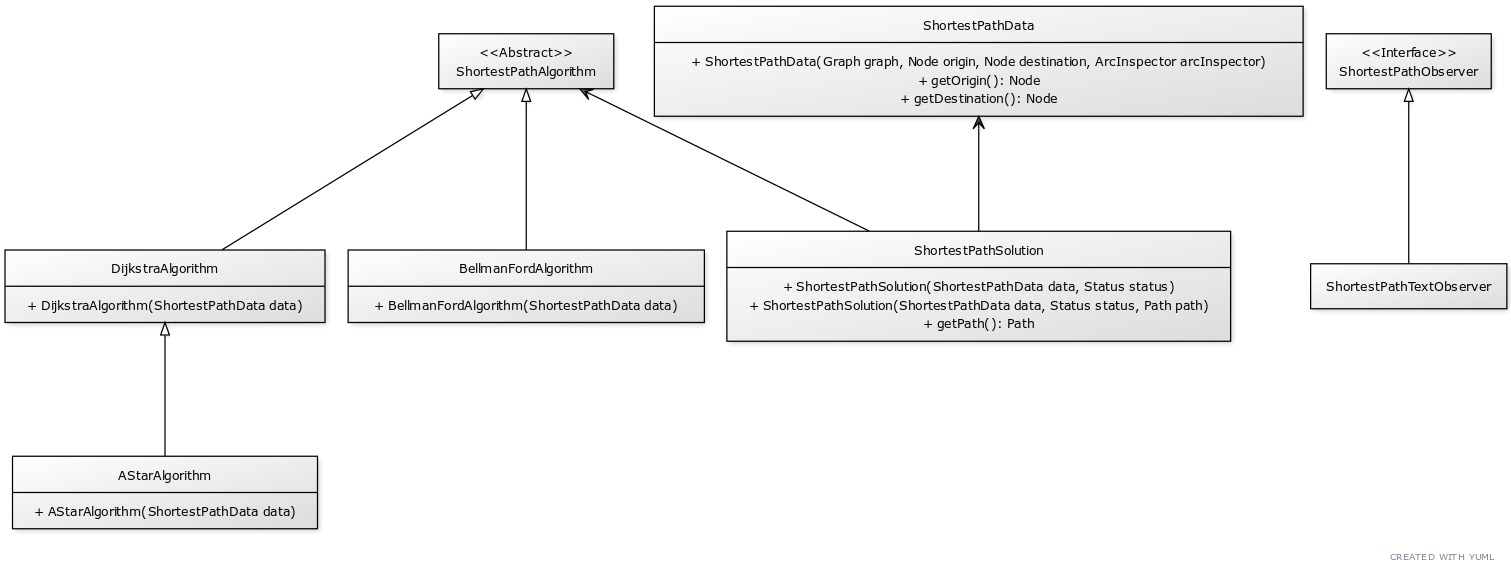 <<Abstract>>
ShortestPathAlgorithm
ShortestPathData
+ ShortestPathData(Graph graph, Node origin, Node destination, ArcInspector arcInspector)
+ getOrigin(): Node
+ getDestination(): Node
<<Interface>>
ShortestPathObserver
DijkstraAlgorithm
+ DijkstraAlgorithm(ShortestPathData data)
BellmanFordAlgorithm
+ BellmanFordAlgorithm(ShortestPathData data)
ShortestPathSolution
+ ShortestPathSolution(ShortestPathData data, Status status)
+ ShortestPathSolution(ShortestPathData data, Status status, Path path)
+ getPath(): Path
ShortestPathTextObserver
AStarAlgorithm
+ AStarAlgorithm(ShortestPathData data)
CREATED WITH YUML